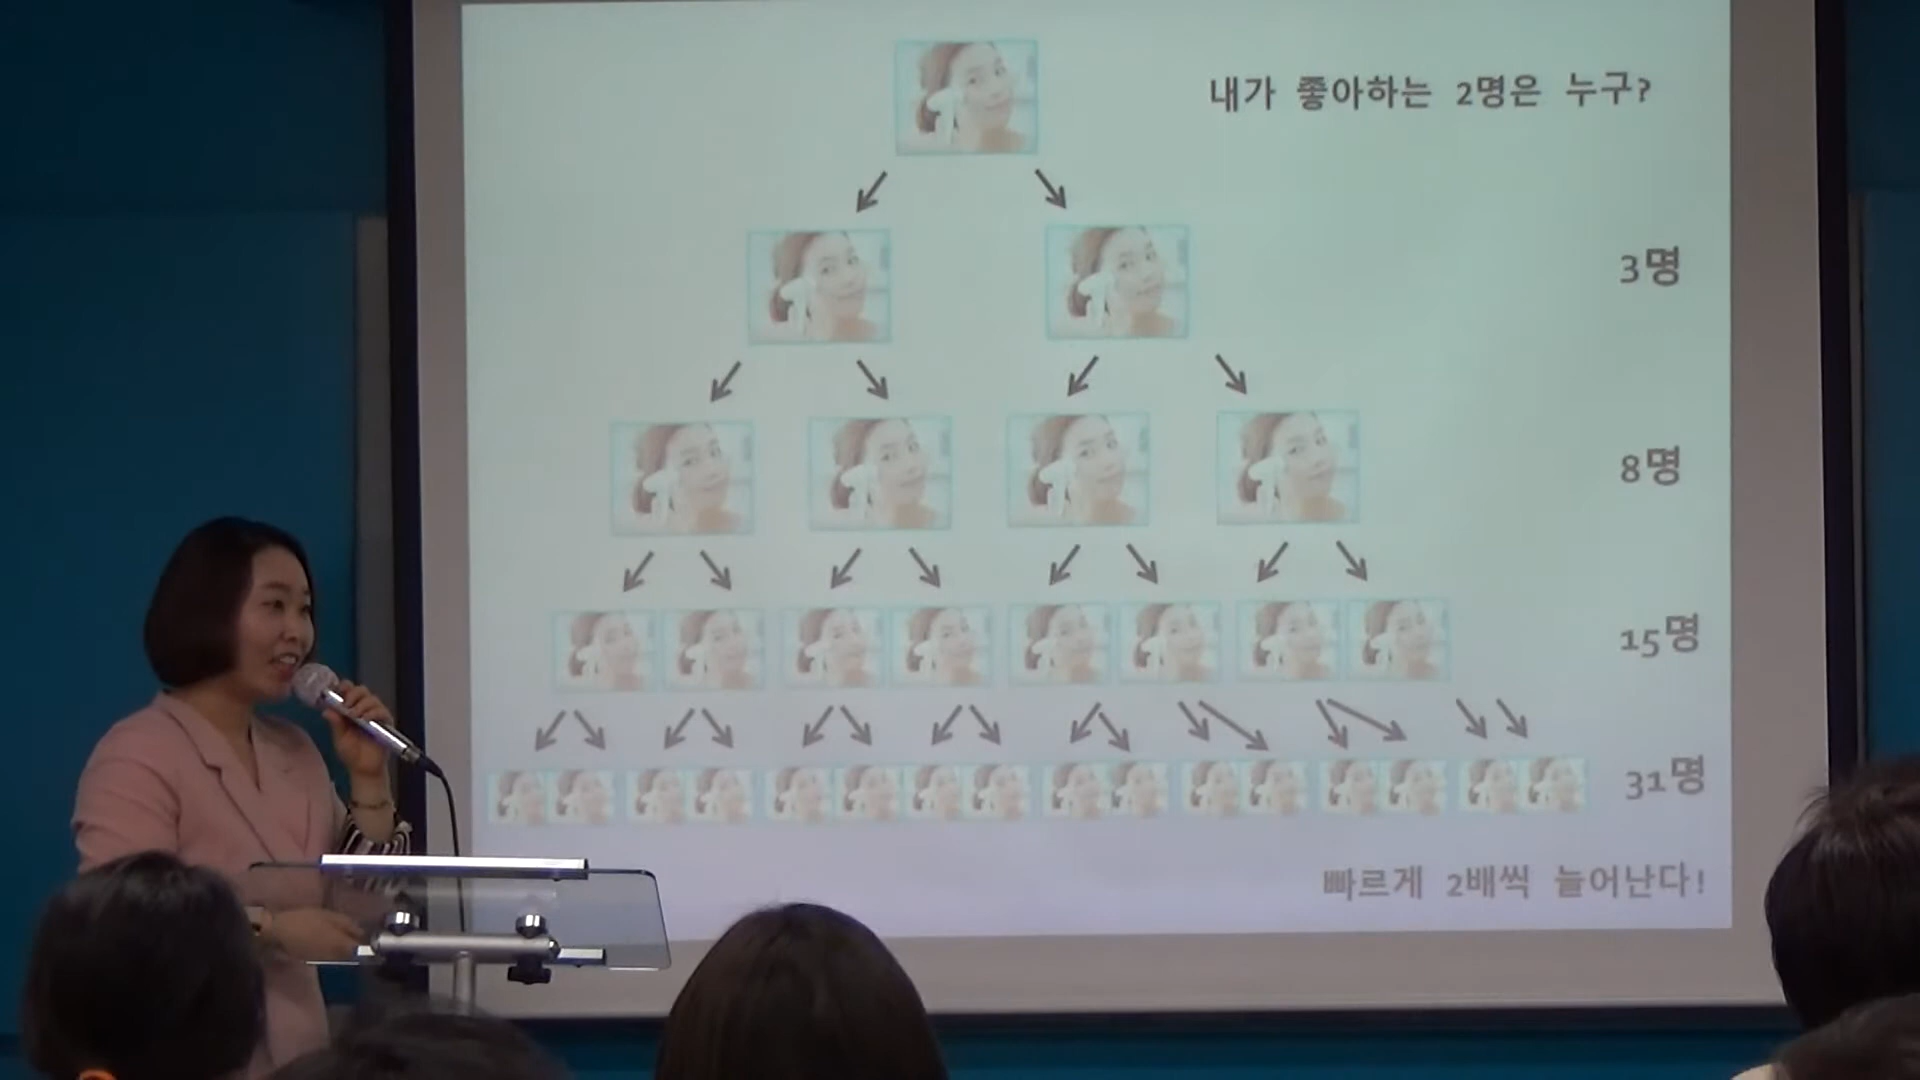 내가 좋아하는 2명은 누구?
3명
8명
15명
31명
빠르게 2배씩 늘어난다!